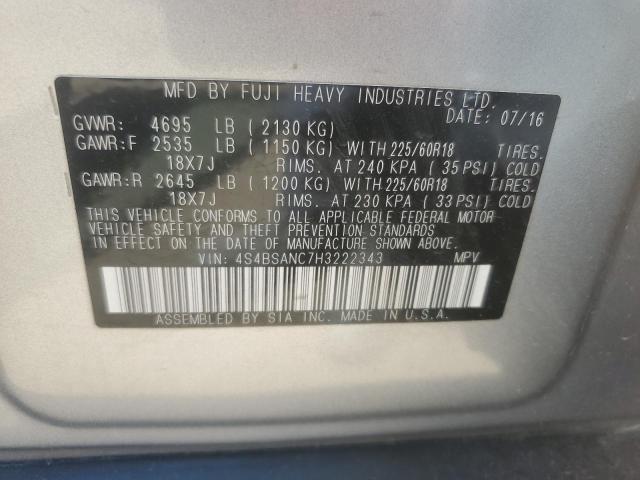 MFD BY FUJI HEAVY INDUSTRIES LTD.
DATE: 07/16
GVWR: 4695 LB ( 2130 KG)
GAWR:F 2535 LB ( 1150 KG) WITH 225/60R18 TIRES.
18X7J RIMS. AT 240 KPA ( 35 PSI) COLD
GAWR:R 2645 LB ( 1200 KG) WITH 225/60R18 TIRES.
18X7J RIMS. AT 230 KPA ( 33 PSI) COLD
THIS VEHICLE CONFORMS TO ALL APPLICABLE FEDERAL MOTOR
VEHICLE SAFETY AND THEFT PREVENTION STANDARDS IN
EFFECT ON THE DATE OF MANUFACTURE SHOWN ABOVE.
VIN: 4S4BSANC7H3222343 MPV
ASSEMBLED BY SIA INC. MADE IN U.S.A.